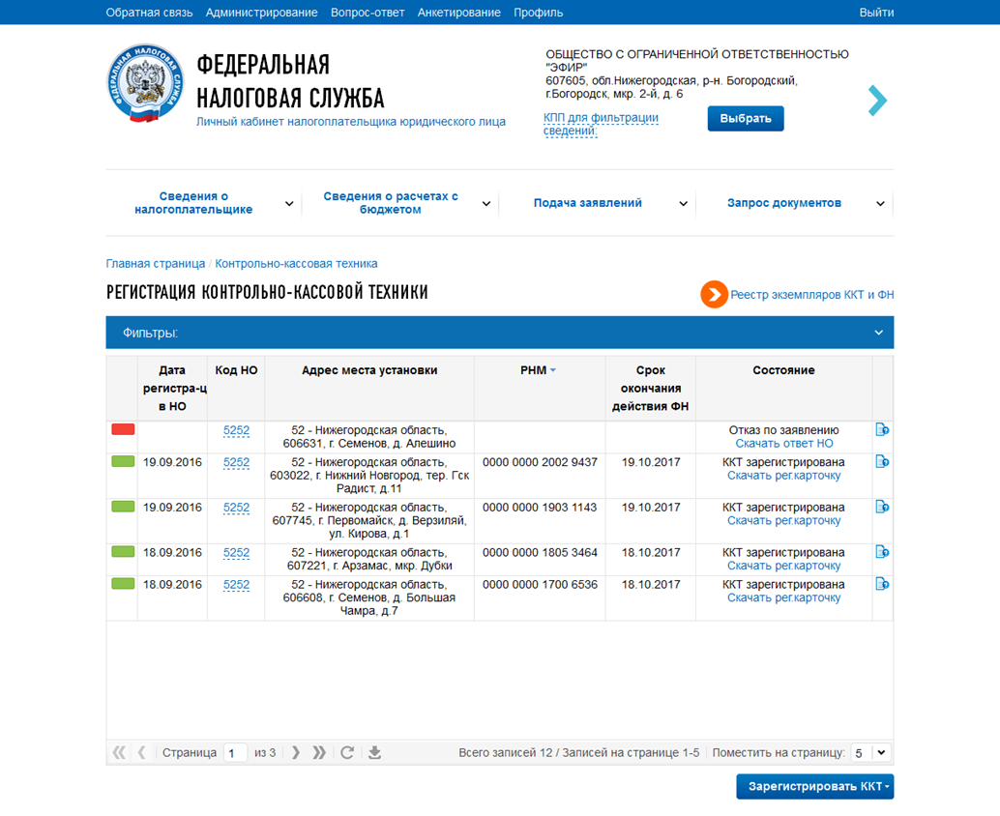 Обратная связь Администрирование Вопрос-ответ Анкетирование Профиль Выйти
ФЕДЕРАЛЬНАЯ НАЛОГОВАЯ СЛУЖБА
ФЕДЕРАЛЬНАЯ
НАЛОГОВАЯ СЛУЖБА
Личный кабинет налогоплательщика юридического лица
ОБЩЕСТВО С ОГРАНИЧЕННОЙ ОТВЕТСТВЕННОСТЬЮ
"ЭФИР"
607605, обл.Нижегородская, р-н. Богородский,
г.Богородск, мкр. 2-й, д. 6
КПП для фильтрации
сведений:
Выбрать
Сведения о
налогоплательщике
Сведения о расчетах с
бюджетом
Подача заявлений
Запрос документов
Главная страница / Контрольно-кассовая техника
РЕГИСТРАЦИЯ КОНТРОЛЬНО-КАССОВОЙ ТЕХНИКИ
Реестр экземпляров ККТ и ФН
Фильтры:
Дата
регистра-ц
в НО
Код НО
Адрес места установки
РНМ
Срок
окончания
действия ФН
Состояние
5252
52 - Нижегородская область,
606631, г. Семенов, д. Алешино
Отказ по заявлению
Скачать ответ НО
19.09.2016
5252
52 - Нижегородская область,
603022, г. Нижний Новгород, тер. Гск
Радист, д.11
0000 0000 2002 9437
19.10.2017
ККТ зарегистрирована
Скачать рег.карточку
19.09.2016
5252
52 - Нижегородская область,
607745, г. Первомайск, д. Верзиляй,
ул. Кирова, д.1
0000 0000 1903 1143
19.10.2017
ККТ зарегистрирована
Скачать рег.карточку
18.09.2016
5252
52 - Нижегородская область,
607221, г. Арзамас, мкр. Дубки
0000 0000 1805 3464
18.10.2017
ККТ зарегистрирована
Скачать рег.карточку
18.09.2016
5252
52 - Нижегородская область,
606608, г. Семенов, д. Большая
Чамра, д.7
0000 0000 1700 6536
18.10.2017
ККТ зарегистрирована
Скачать рег.карточку
Страница 1 из 3
Всего записей 12 / Записей на странице 1-5
Поместить на страницу: 5
Зарегистрировать ККТ